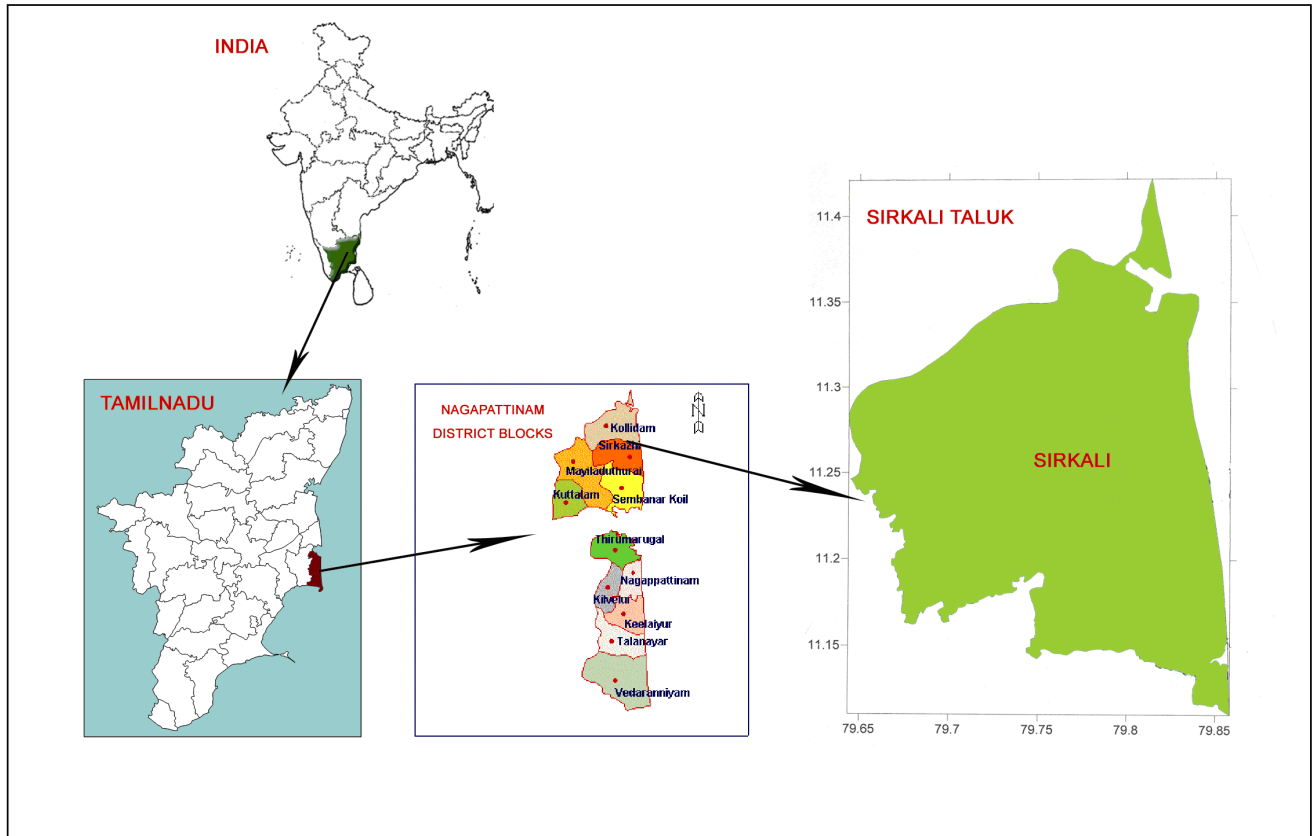 INDIA
TAMILNADU
NAGAPATTINAM
DISTRICT BLOCKS
N
Kollidam
Sirkazhi
Mayiladuthurai
Kuttalam
Sembanar Koil
Thirumarugal
Nagappattinam
Kilvelur
Keelaiyur
Talanayar
Vedaranniyam
SIRKALI TALUK
SIRKALI
11.4
11.35
11.3
11.25
11.2
11.15
79.65 79.7 79.75 79.8 79.85